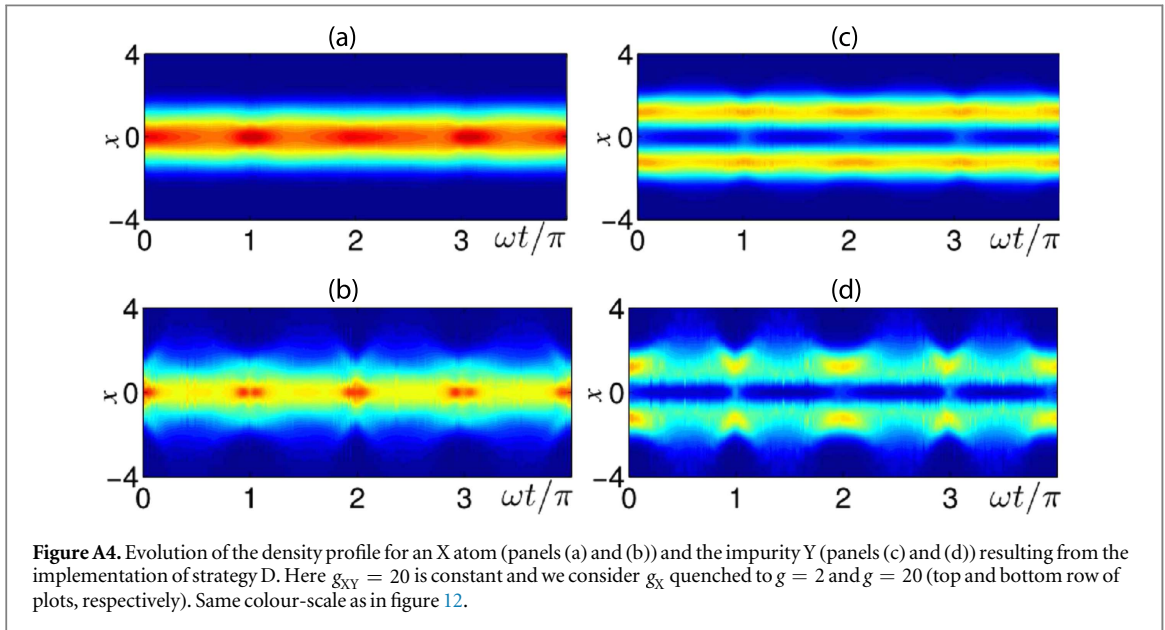 (a)
(c)
4
x 0
−4
0 1 2 3 ωt/π
4
x 0
−4
0 1 2 3 ωt/π
(b)
(d)
4
x 0
−4
0 1 2 3 ωt/π
4
x 0
−4
0 1 2 3 ωt/π
Figure A4. Evolution of the density profile for an X atom (panels (a) and (b)) and the impurity Y (panels (c) and (d)) resulting from the
implementation of strategy D. Here g_XY = 20 is constant and we consider g_X quenched to g = 2 and g = 20 (top and bottom row of
plots, respectively). Same colour-scale as in figure 12.